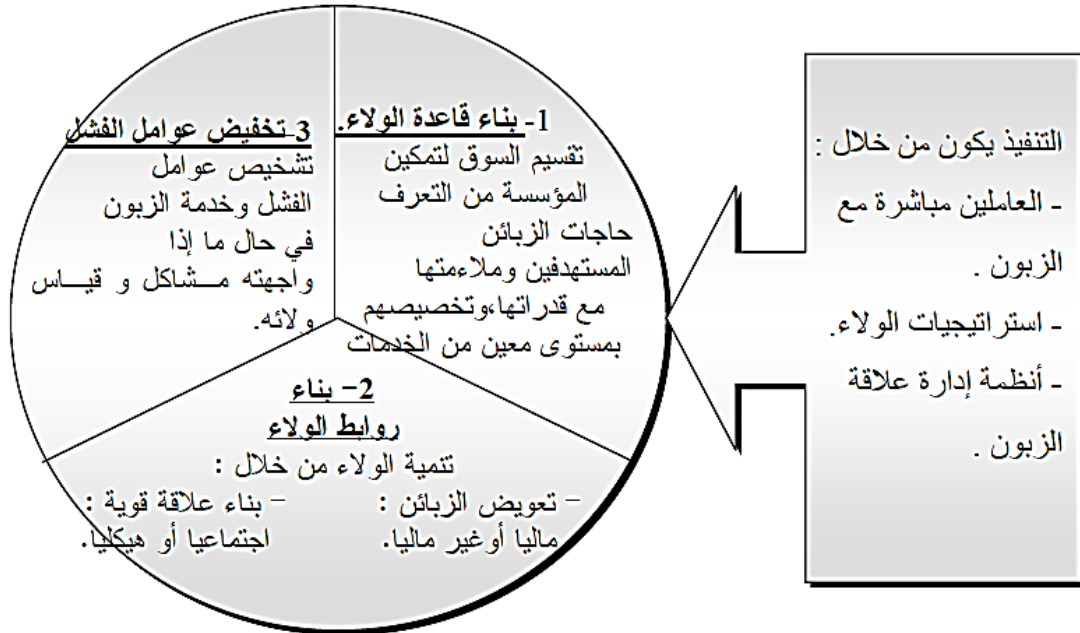 1- بناء قاعدة الولاء.
تقسيم السوق لتمكين
المؤسسة من التعرف
حاجات الزبائن
المستهدفين وملاءمتها
مع قدراتها،وتخصيصهم
بمستوى معين من الخدمات
2- بناء
روابط الولاء
تنمية الولاء من خلال :
- تعويض الزبائن :
ماليا أوغير ماليا.
- بناء علاقة قوية :
اجتماعيا أو هيكليا.
3-تخفيض عوامل الفشل
تشخيص عوامل
الفشل وخدمة الزبون
في حال ما إذا
واجهته مشاكل و قياس
ولائه.
التنفيذ يكون من خلال :
- العاملين مباشرة مع
الزبون .
- استراتيجيات الولاء.
- أنظمة إدارة علاقة
الزبون .